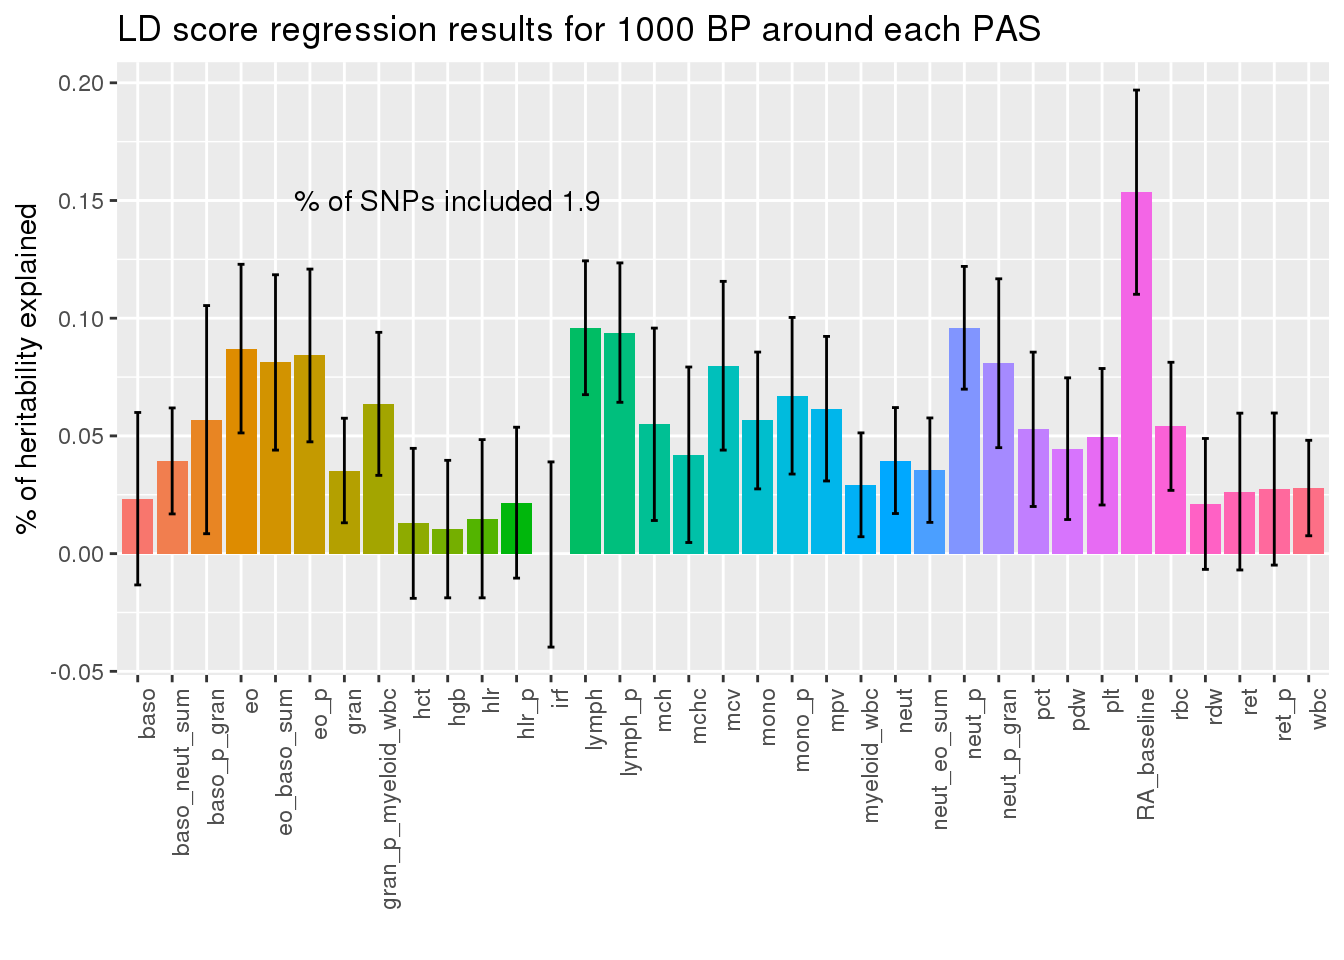 LD score regression results for 1000 BP around each PAS
% of heritability explained
0.20
0.15
0.10
0.05
0.00
-0.05
% of SNPs included 1.9
baso
baso_neut_sum
baso_p_gran
eo
eo_baso_sum
eo_p
gran
gran_p_myeloid_wbc
hct
hgb
hlr
hlr_p
irf
lymph
lymph_p
mch
mchc
mcv
mono
mono_p
mpv
myeloid_wbc
neut
neut_eo_sum
neut_p
neut_p_gran
pct
pdw
plt
RA_baseline
rbc
rdw
ret
ret_p
wbc